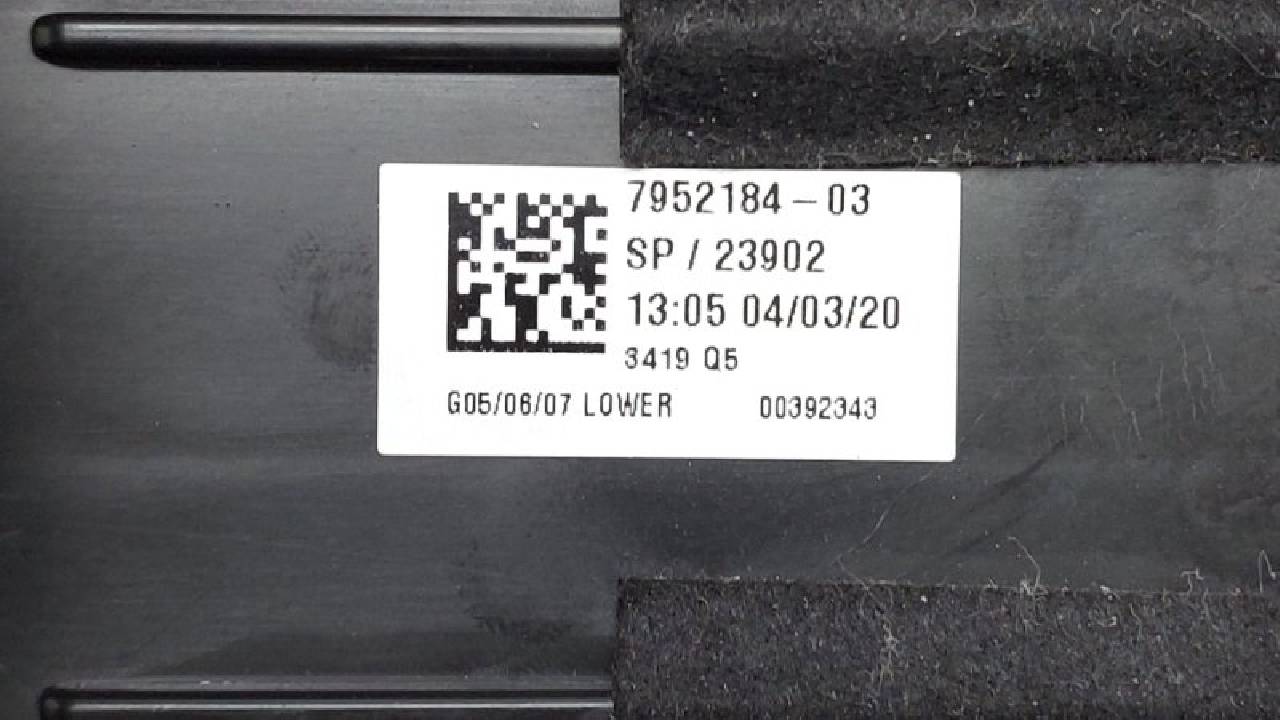 7952184-03
SP / 23902
13:05 04/03/20
3419 Q5
G05/06/07 LOWER 00392343